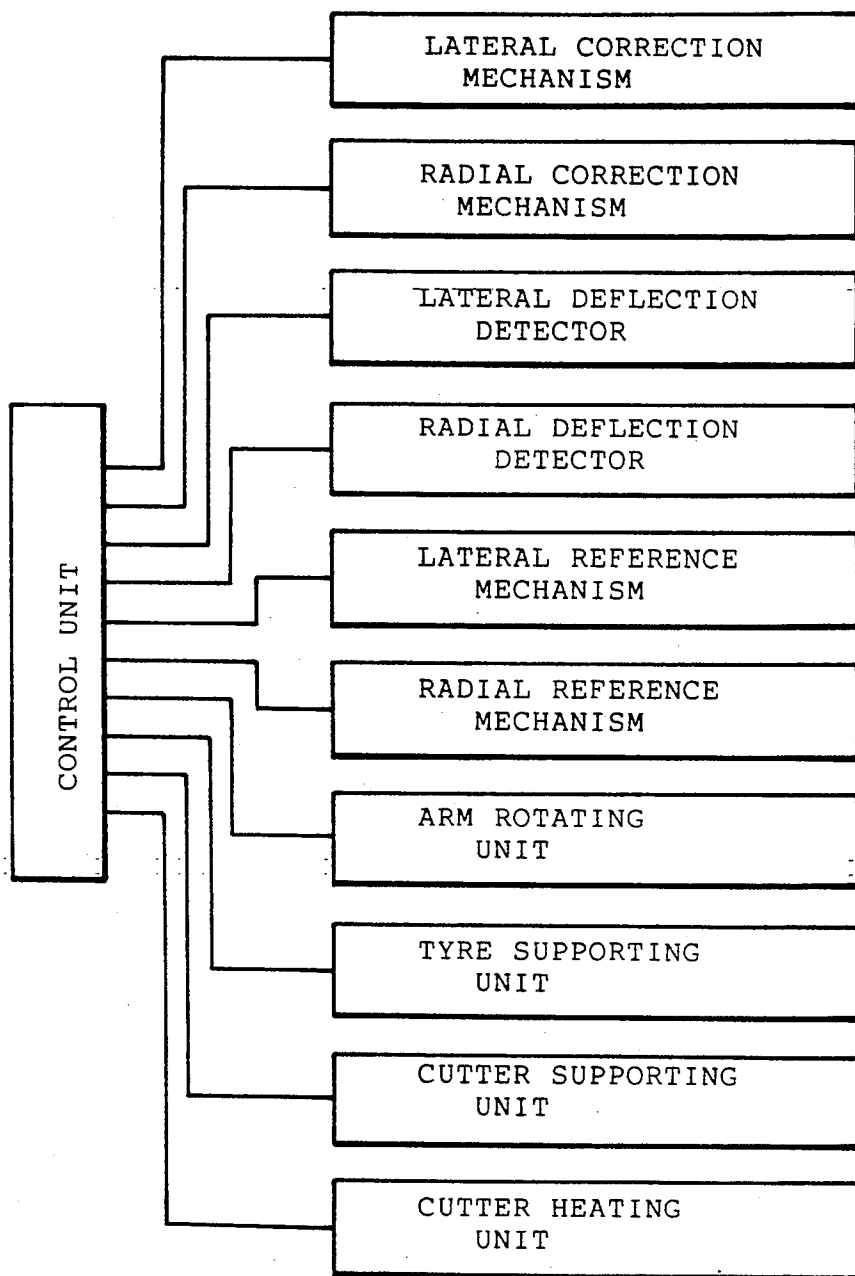 LATERAL CORRECTION
MECHANISM
RADIAL CORRECTION
MECHANISM
LATERAL DEFLECTION
DETECTOR
RADIAL DEFLECTION
DETECTOR
LATERAL REFERENCE
MECHANISM
RADIAL REFERENCE
MECHANISM
ARM ROTATING
UNIT
TYRE SUPPORTING
UNIT
CUTTER SUPPORTING
UNIT
CUTTER HEATING
UNIT
CONTROL UNIT